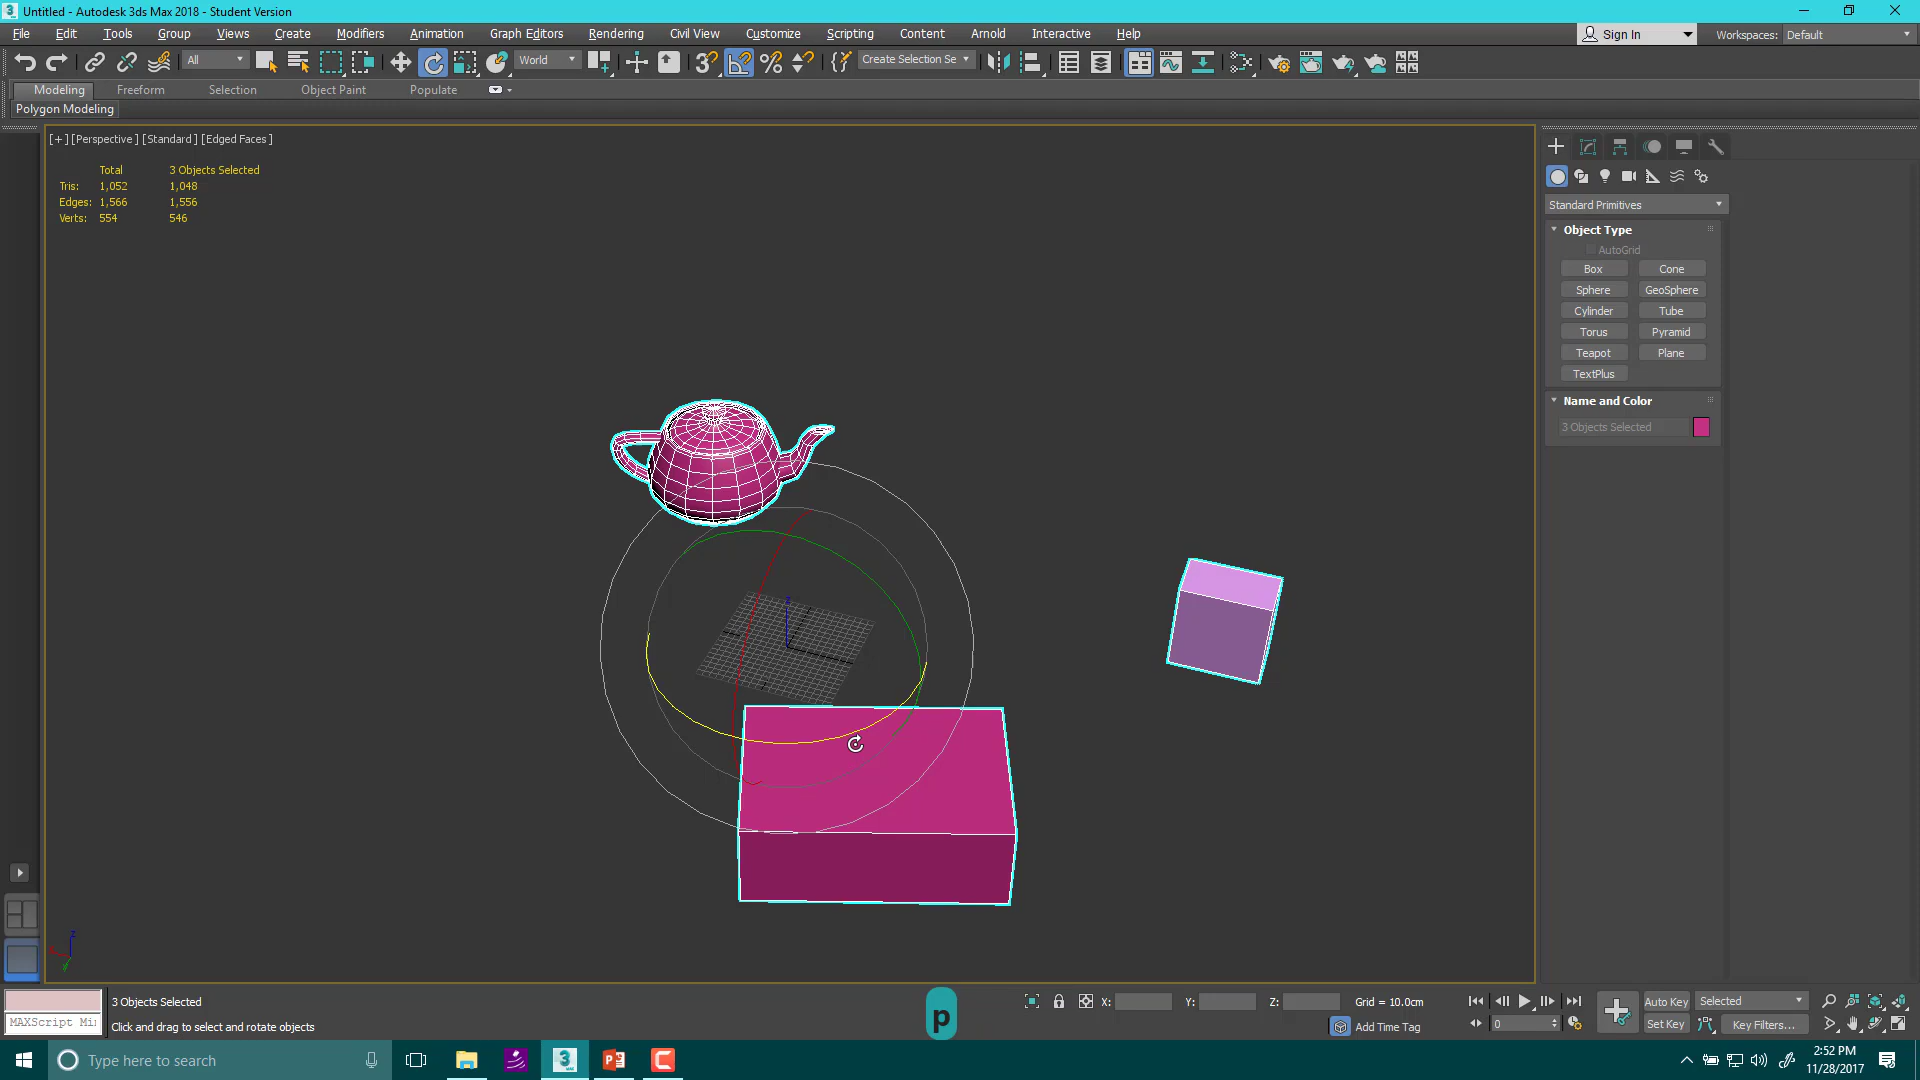 Untitled - Autodesk 3ds Max 2018 - Student Version
File Edit Tools Group Views Create Modifiers Animation Graph Editors Rendering Civil View Customize Scripting Content Arnold Interactive Help
Sign In Workspaces: Default
All World 3 Create Selection Se
Modeling Freeform Selection Object Paint Populate
Polygon Modeling
[+] [Perspective] [Standard] [Edged Faces]
Total 3 Objects Selected
Tris: 1,052 1,048
Edges: 1,566 1,556
Verts: 554 546
Standard Primitives
Object Type
AutoGrid
Box Cone
Sphere GeoSphere
Cylinder Tube
Torus Pyramid
Teapot Plane
TextPlus
Name and Color
3 Objects Selected
z
z
y
3 Objects Selected
X: Y: Z: Grid = 10.0cm
Auto Key Selected
MAXScript Mi
Click and drag to select and rotate objects
p
Add Time Tag
0
Set Key Key Filters...
Type here to search
2:52 PM
11/28/2017